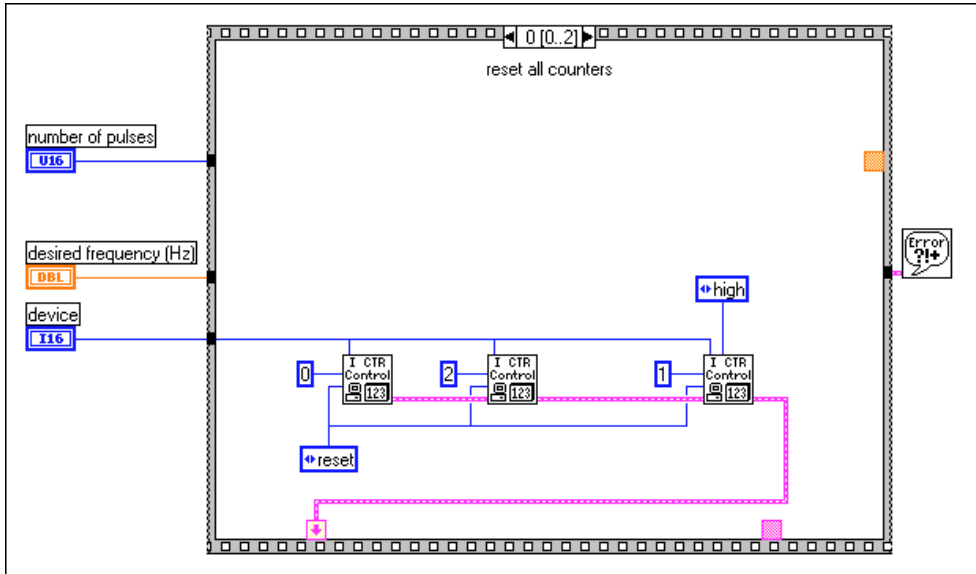 0 [0..2]
reset all counters
number of pulses
U16
desired frequency (Hz)
DBL
device
I16
Error
?!+
high
0
I CTR
Control
123
2
I CTR
Control
123
1
I CTR
Control
123
reset